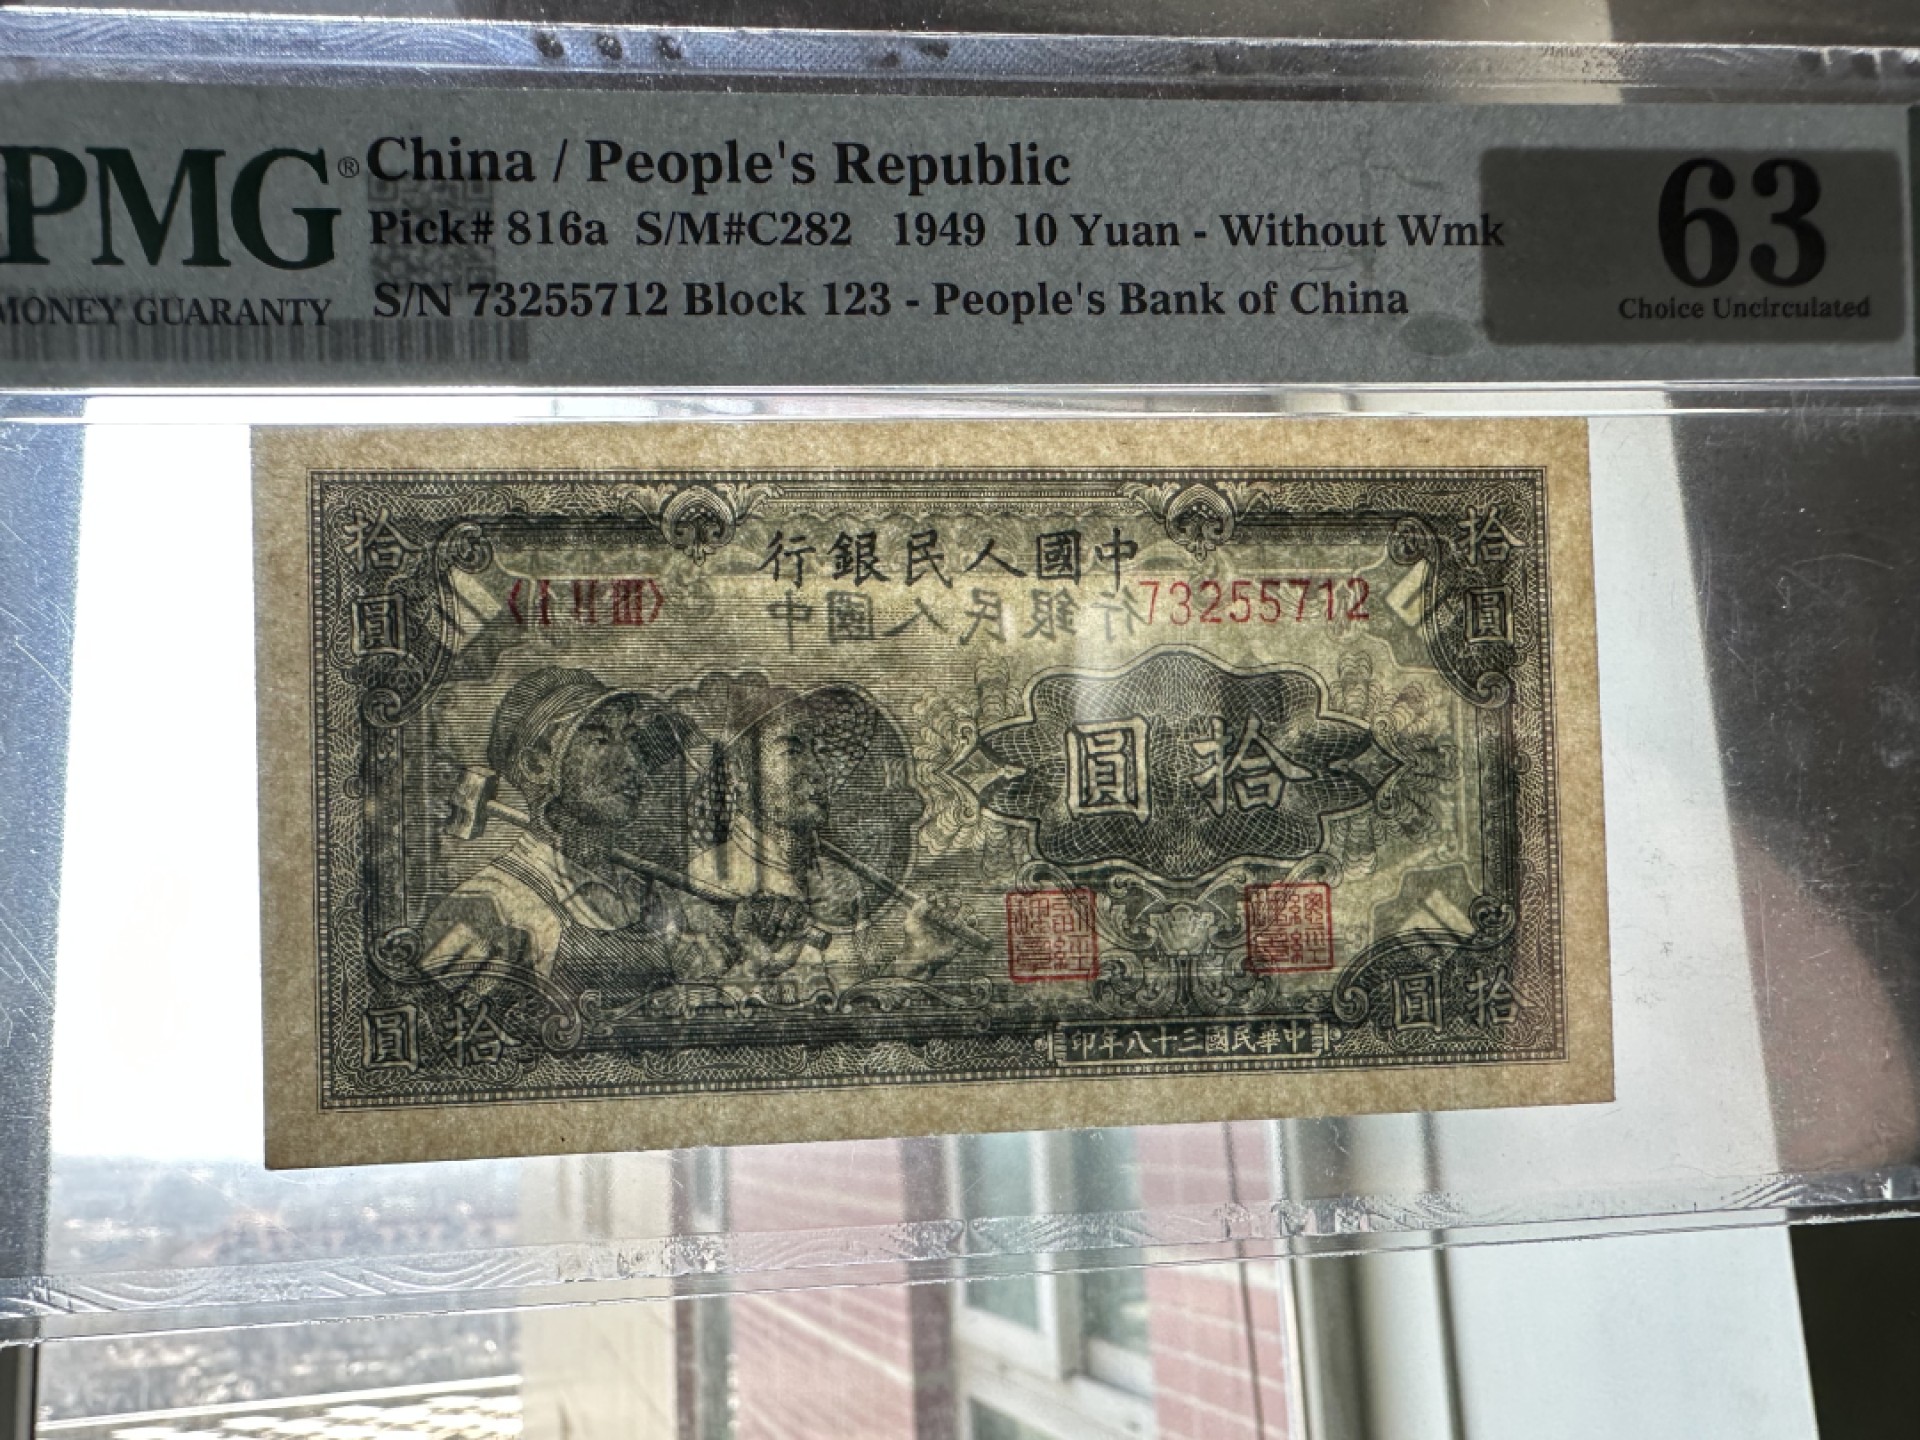 PMG® China / People's Republic
Pick# 816a S/M#C282 1949 10 Yuan - Without Wmk
S/N 73255712 Block 123 - People's Bank of China
MONEY GUARANTY
63
Choice Uncirculated
行銀民人國中
〈I II III〉 73255712
拾圓
拾圓
圓拾
圓拾
圓拾
印年八十三國民華中